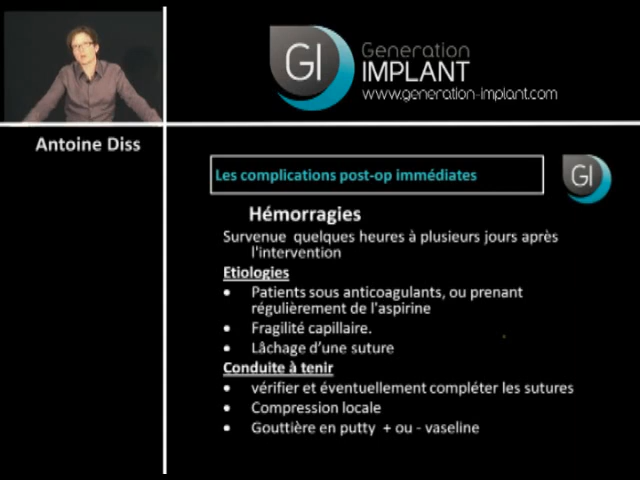 GI
Generation
IMPLANT
www.generation-implant.com
Antoine Diss
Les complications post-op immédiates
GI
Hémorragies
Survenue quelques heures à plusieurs jours après
l'intervention
Etiologies
• Patients sous anticoagulants, ou prenant
régulièrement de l'aspirine
• Fragilité capillaire.
• Lâchage d'une suture
Conduite à tenir
• vérifier et éventuellement compléter les sutures
• Compression locale
• Gouttière en putty + ou - vaseline